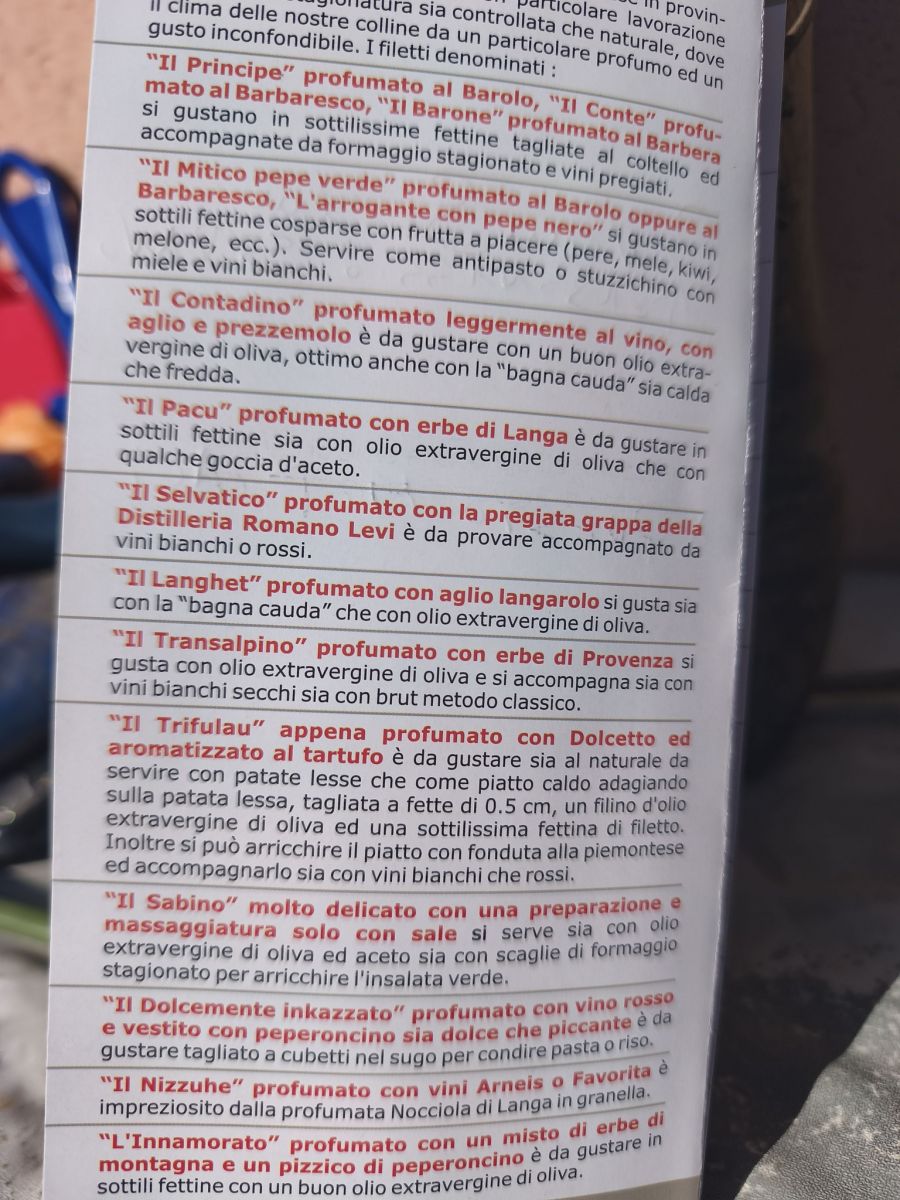 particolare lavorazione
stagionatura sia controllata che naturale, dove
il clima delle nostre colline da un particolare profumo ed un
gusto inconfondibile. I filetti denominati :
“Il Principe” profumato al Barolo, “Il Conte” profu-
mato al Barbaresco, “Il Barone” profumato al Barbera
si gustano in sottilissime fettine tagliate al coltello ed
accompagnate da formaggio stagionato e vini pregiati.
“Il Mitico pepe verde” profumato al Barolo oppure al
Barbaresco, “L'arrogante con pepe nero” si gustano in
sottili fettine cosparse con frutta a piacere (pere, mele, kiwi,
melone, ecc.). Servire come antipasto o stuzzichino con
miele e vini bianchi.
“Il Contadino” profumato leggermente al vino, con
aglio e prezzemolo è da gustare con un buon olio extra-
vergine di oliva, ottimo anche con la “bagna cauda” sia calda
che fredda.
“Il Pacu” profumato con erbe di Langa è da gustare in
sottili fettine sia con olio extravergine di oliva che con
qualche goccia d'aceto.
“Il Selvatico” profumato con la pregiata grappa della
Distilleria Romano Levi è da provare accompagnato da
vini bianchi o rossi.
“Il Langhet” profumato con aglio langarolo si gusta sia
con la “bagna cauda” che con olio extravergine di oliva.
“Il Transalpino” profumato con erbe di Provenza si
gusta con olio extravergine di oliva e si accompagna sia con
vini bianchi secchi sia con brut metodo classico.
“Il Trifulau” appena profumato con Dolcetto ed
aromatizzato al tartufo è da gustare sia al naturale da
servire con patate lesse che come piatto caldo adagiando
sulla patata lessa, tagliata a fette di 0.5 cm, un filino d'olio
extravergine di oliva ed una sottilissima fettina di filetto.
Inoltre si può arricchire il piatto con fonduta alla piemontese
ed accompagnarlo sia con vini bianchi che rossi.
“Il Sabino” molto delicato con una preparazione e
massaggiatura solo con sale si serve sia con olio
extravergine di oliva ed aceto sia con scaglie di formaggio
stagionato per arricchire l'insalata verde.
“Il Dolcemente inkazzato” profumato con vino rosso
e vestito con peperoncino sia dolce che piccante è da
gustare tagliato a cubetti nel sugo per condire pasta o riso.
“Il Nizzuhe” profumato con vini Arneis o Favorita è
impreziosito dalla profumata Nocciola di Langa in granella.
“L'Innamorato” profumato con un misto di erbe di
montagna e un pizzico di peperoncino è da gustare in
sottili fettine con un buon olio extravergine di oliva.